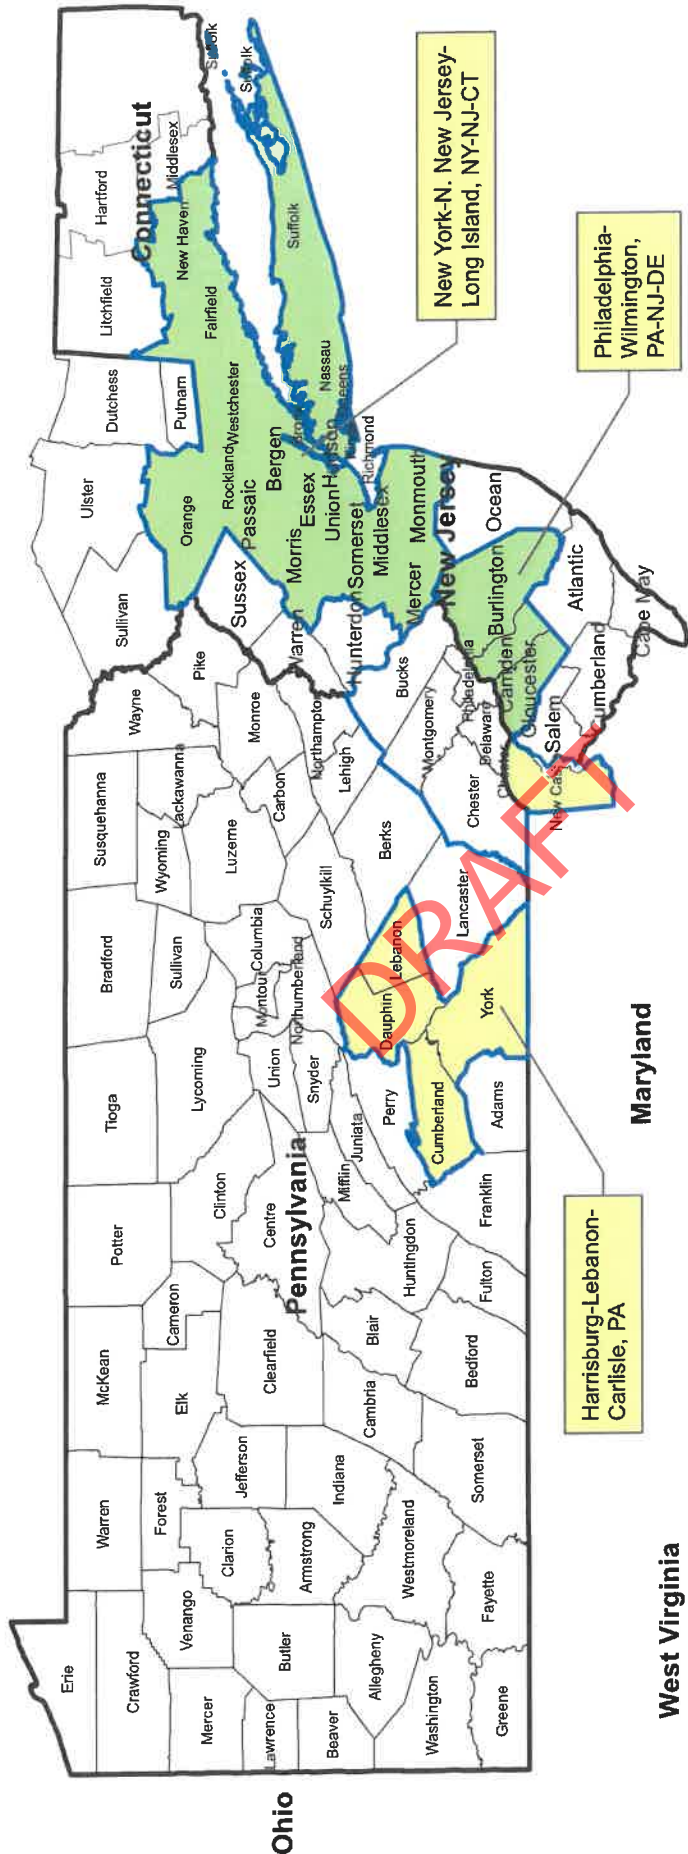 Ohio
West Virginia
Maryland
Pennsylvania
New Jersey
Connecticut
New York-N. New Jersey-
Long Island, NY-NJ-CT
Philadelphia-
Wilmington,
PA-NJ-DE
Harrisburg-Lebanon-
Carlisle, PA
DRAFT
Erie
Crawford
Mercer
Lawrence
Beaver
Washington
Greene
Warren
Forest
Venango
Butler
Allegheny
Clarion
Armstrong
Westmoreland
Fayette
McKean
Elk
Jefferson
Indiana
Somerset
Cameron
Clearfield
Cambria
Blair
Bedford
Potter
Clinton
Centre
Huntingdon
Fulton
Franklin
Mifflin
Juniata
Tioga
Lycoming
Union
Snyder
Perry
Cumberland
Adams
Bradford
Sullivan
Columbia
Montour
Northumberland
Dauphin
Lebanon
York
Susquehanna
Wyoming
Lackawanna
Luzerne
Schuylkill
Berks
Lancaster
Wayne
Pike
Monroe
Carbon
Northampton
Lehigh
Bucks
Montgomery
Philadelphia
Delaware
Chester
Chester
New Castle
Sullivan
Ulster
Orange
Dutchess
Putnam
Rockland
Westchester
Bronx
Queens
Kings
Richmond
Nassau
Suffolk
Suffolk
Suffolk
Litchfield
Hartford
Middlesex
New Haven
Fairfield
Sussex
Passaic
Bergen
Morris
Essex
Union
Hudson
Warren
Hunterdon
Somerset
Middlesex
Mercer
Monmouth
Ocean
Burlington
Camden
Gloucester
Atlantic
Salem
Cumberland
Cape May